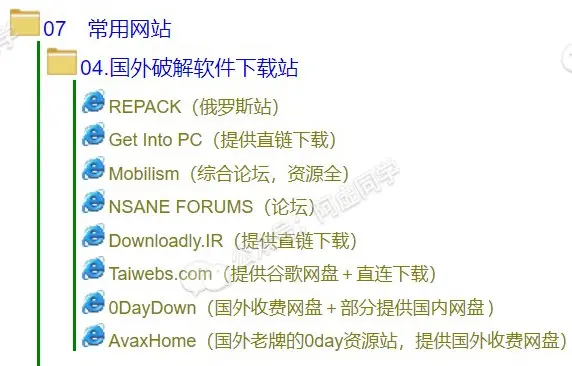 07 常用网站
04.国外破解软件下载站
REPACK（俄罗斯站）
Get Into PC（提供直链下载）
Mobilism（综合论坛，资源全）
NSANE FORUMS（论坛）
Downloadly.IR（提供直链下载）
Taiwebs.com（提供谷歌网盘＋直连下载）
0DayDown（国外收费网盘＋部分提供国内网盘）
AvaxHome（国外老牌的0day资源站，提供国外收费网盘）